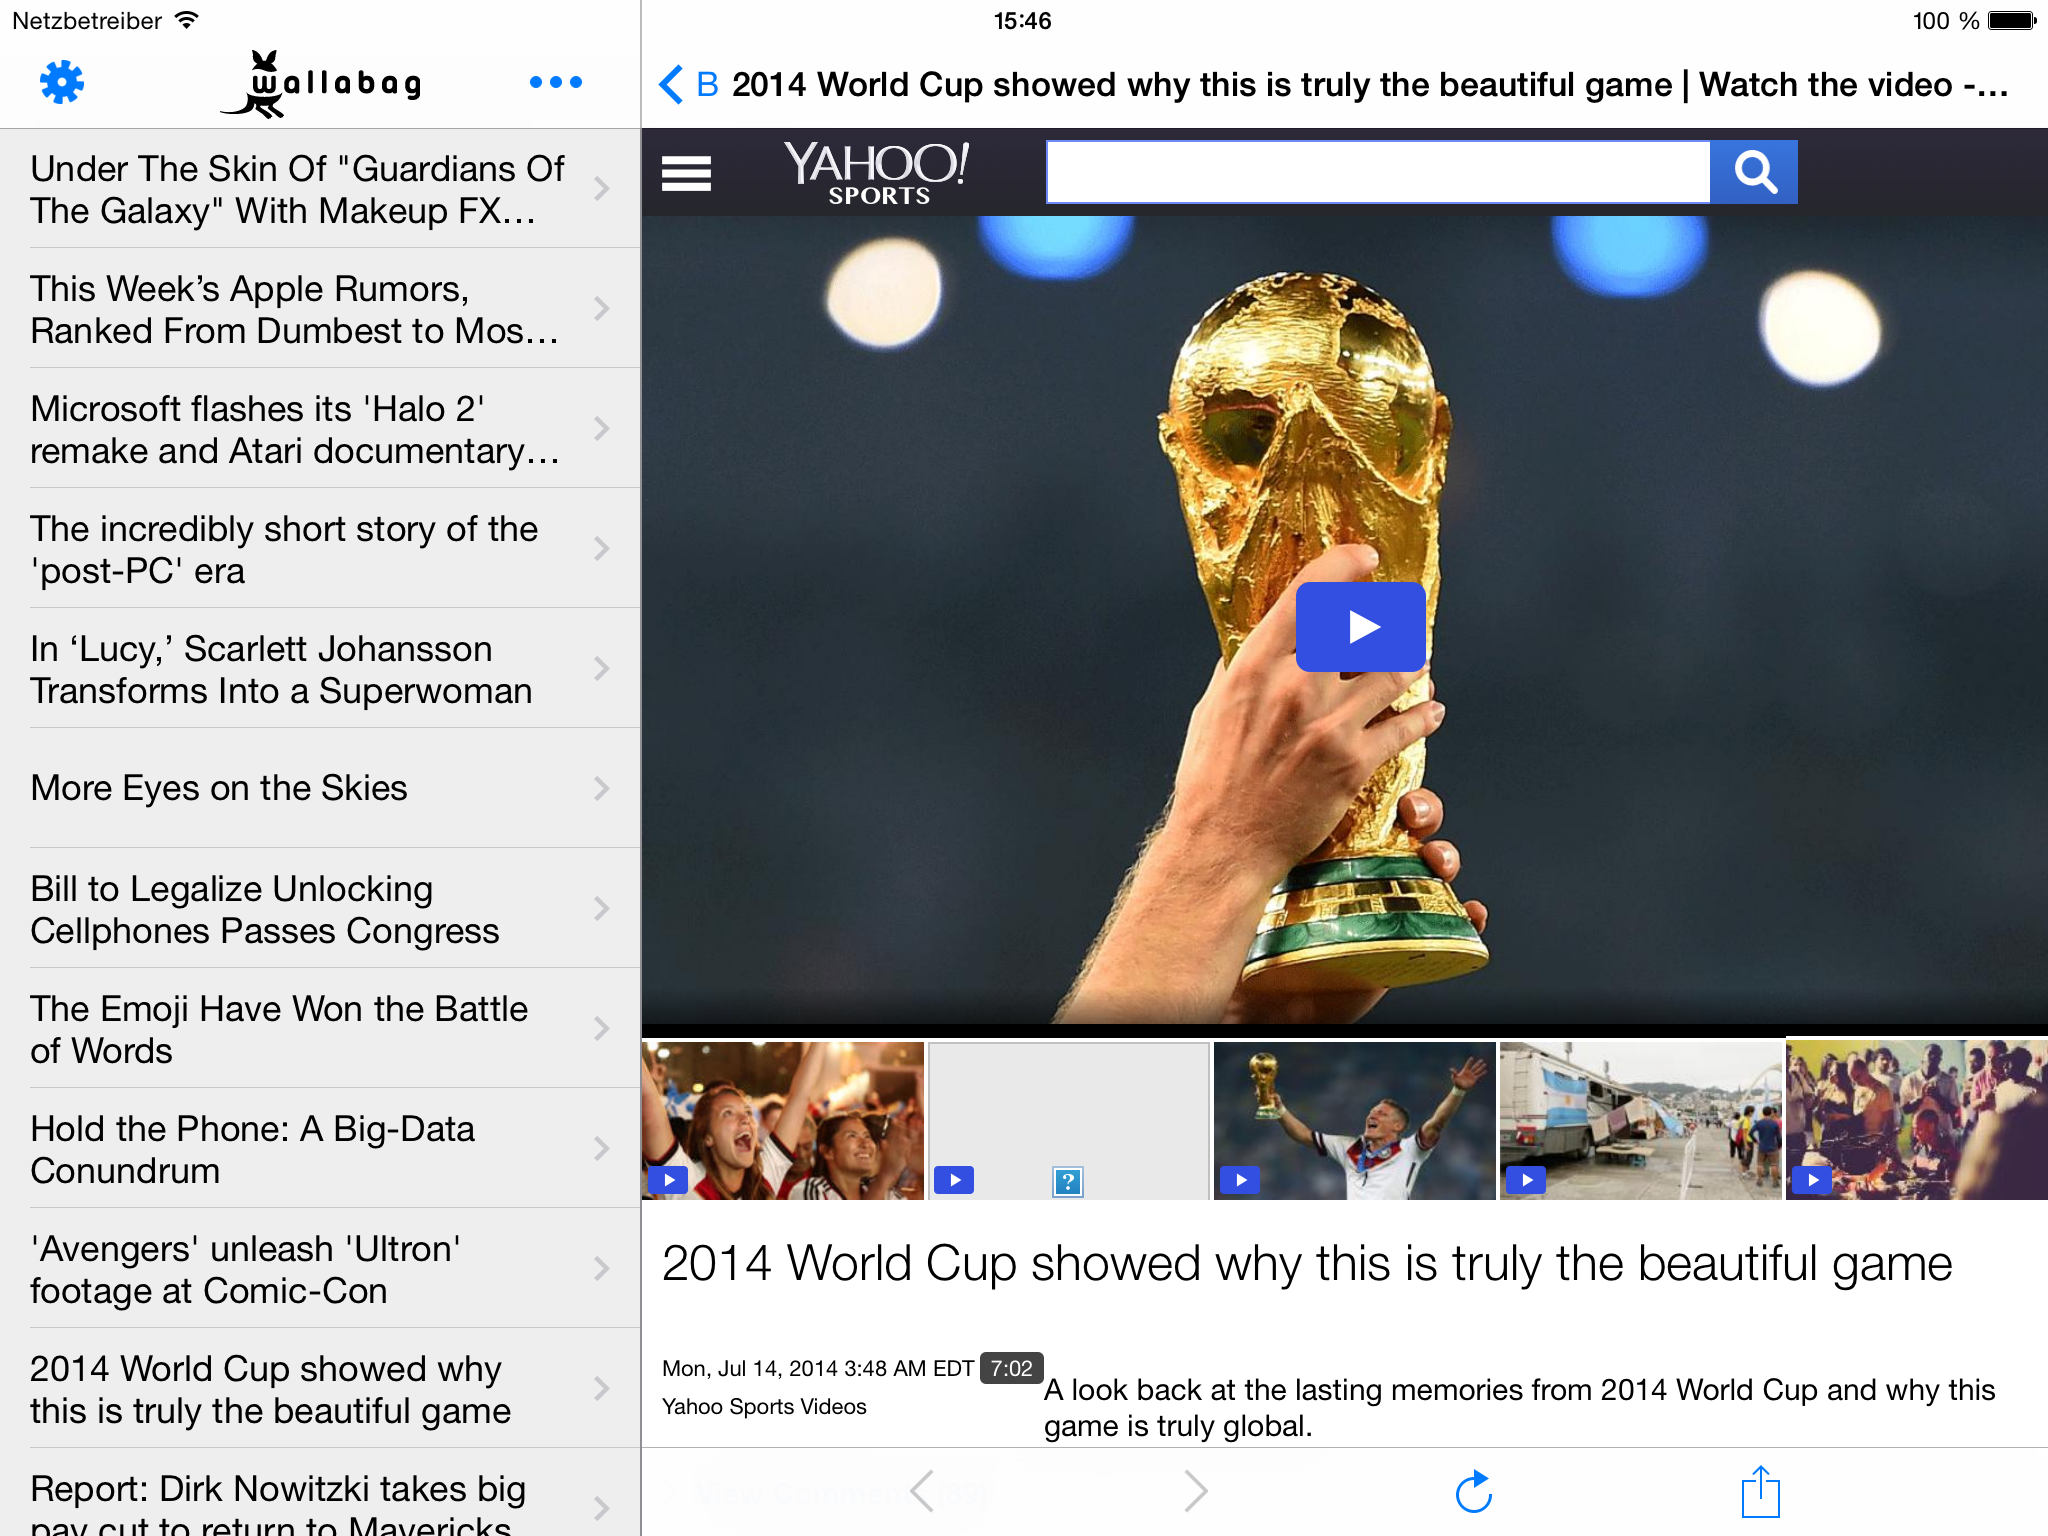 Netzbetreiber
15:46
100 %
wallabag
B 2014 World Cup showed why this is truly the beautiful game | Watch the video -...
Under The Skin Of "Guardians Of
The Galaxy" With Makeup FX...
This Week’s Apple Rumors,
Ranked From Dumbest to Mos...
Microsoft flashes its 'Halo 2'
remake and Atari documentary...
The incredibly short story of the
'post-PC' era
In ‘Lucy,’ Scarlett Johansson
Transforms Into a Superwoman
More Eyes on the Skies
Bill to Legalize Unlocking
Cellphones Passes Congress
The Emoji Have Won the Battle
of Words
Hold the Phone: A Big-Data
Conundrum
'Avengers' unleash 'Ultron'
footage at Comic-Con
2014 World Cup showed why
this is truly the beautiful game
Report: Dirk Nowitzki takes big
pay cut to return to Mavericks
YAHOO!
SPORTS
?
2014 World Cup showed why this is truly the beautiful game
Mon, Jul 14, 2014 3:48 AM EDT 7:02
Yahoo Sports Videos
A look back at the lasting memories from 2014 World Cup and why this
game is truly global.
View Comments (89)